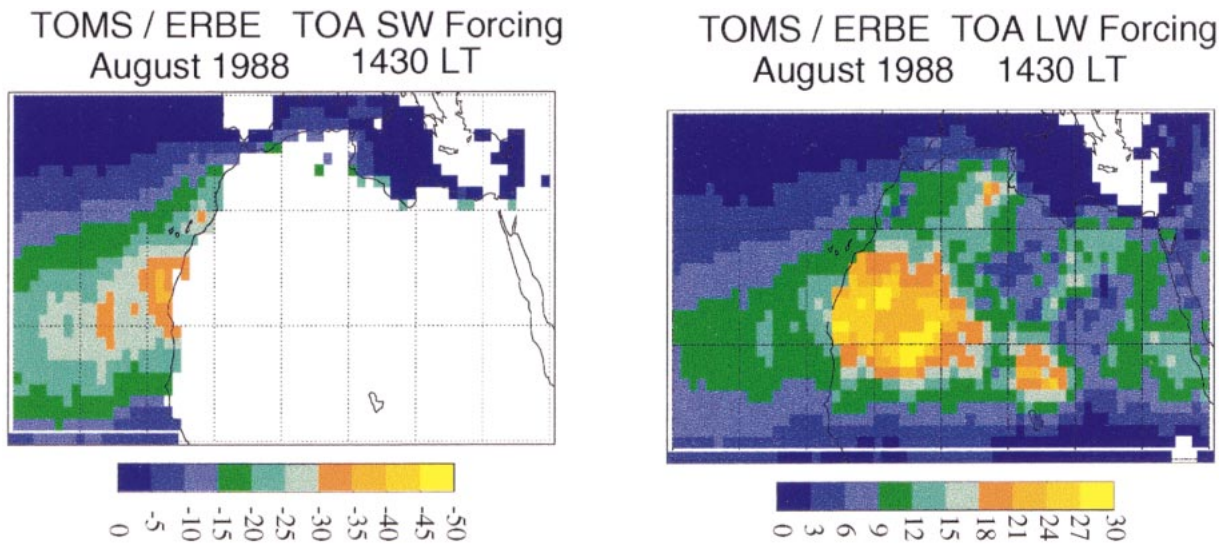 TOMS / ERBE TOA SW Forcing
August 1988 1430 LT
0 -5 -10 -15 -20 -25 -30 -35 -40 -45 -50
TOMS / ERBE TOA LW Forcing
August 1988 1430 LT
0 3 6 9 12 15 18 21 24 27 30